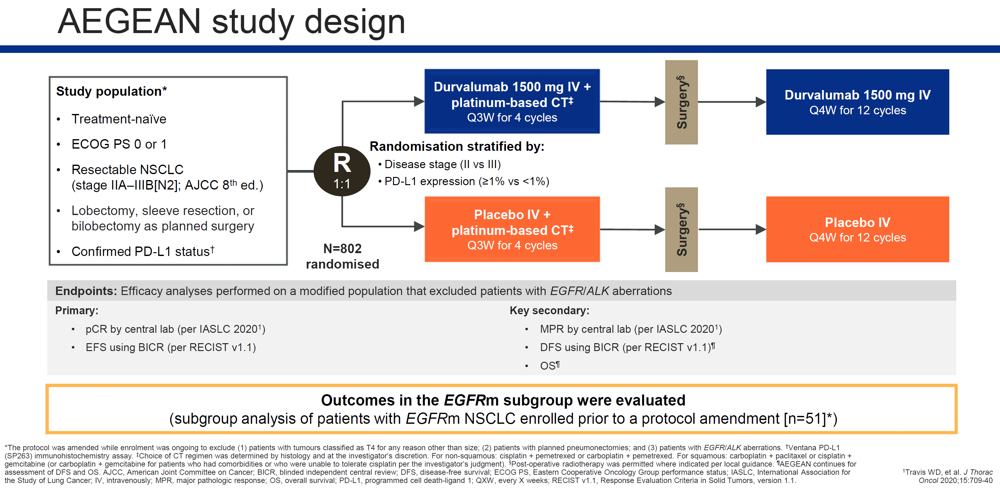 AEGEAN study design
Study population*
• Treatment-naïve
• ECOG PS 0 or 1
• Resectable NSCLC
(stage IIA–IIIB[N2]; AJCC 8th ed.)
• Lobectomy, sleeve resection, or
bilobectomy as planned surgery
• Confirmed PD-L1 status†
R
1:1
N=802
randomised
Durvalumab 1500 mg IV +
platinum-based CT‡
Q3W for 4 cycles
Surgery§
Durvalumab 1500 mg IV
Q4W for 12 cycles
Randomisation stratified by:
• Disease stage (II vs III)
• PD-L1 expression (≥1% vs <1%)
Placebo IV +
platinum-based CT‡
Q3W for 4 cycles
Surgery§
Placebo IV
Q4W for 12 cycles
Endpoints: Efficacy analyses performed on a modified population that excluded patients with EGFR/ALK aberrations
Primary:
• pCR by central lab (per IASLC 2020¹)
• EFS using BICR (per RECIST v1.1)
Key secondary:
• MPR by central lab (per IASLC 2020¹)
• DFS using BICR (per RECIST v1.1)¶
• OS¶
Outcomes in the EGFRm subgroup were evaluated
(subgroup analysis of patients with EGFRm NSCLC enrolled prior to a protocol amendment [n=51]*)
*The protocol was amended while enrolment was ongoing to exclude (1) patients with tumours classified as T4 for any reason other than size; (2) patients with planned pneumonectomies; and (3) patients with EGFR/ALK aberrations. †Ventana PD-L1
(SP263) immunohistochemistry assay. ‡Choice of CT regimen was determined by histology and at the investigator’s discretion. For non-squamous: cisplatin + pemetrexed or carboplatin + pemetrexed. For squamous: carboplatin + paclitaxel or cisplatin +
gemcitabine (or carboplatin + gemcitabine for patients who had comorbidities or who were unable to tolerate cisplatin per the investigator’s judgment). §Post-operative radiotherapy was permitted where indicated per local guidance. ¶AEGEAN continues for
assessment of DFS and OS. AJCC, American Joint Committee on Cancer; BICR, blinded independent central review; DFS, disease-free survival; ECOG PS, Eastern Cooperative Oncology Group performance status; IASLC, International Association for
the Study of Lung Cancer; IV, intravenously; MPR, major pathologic response; OS, overall survival; PD-L1, programmed cell death-ligand 1; QXW, every X weeks; RECIST v1.1, Response Evaluation Criteria in Solid Tumors, version 1.1.
¹Travis WD, et al. J Thorac
Oncol 2020;15:709-40